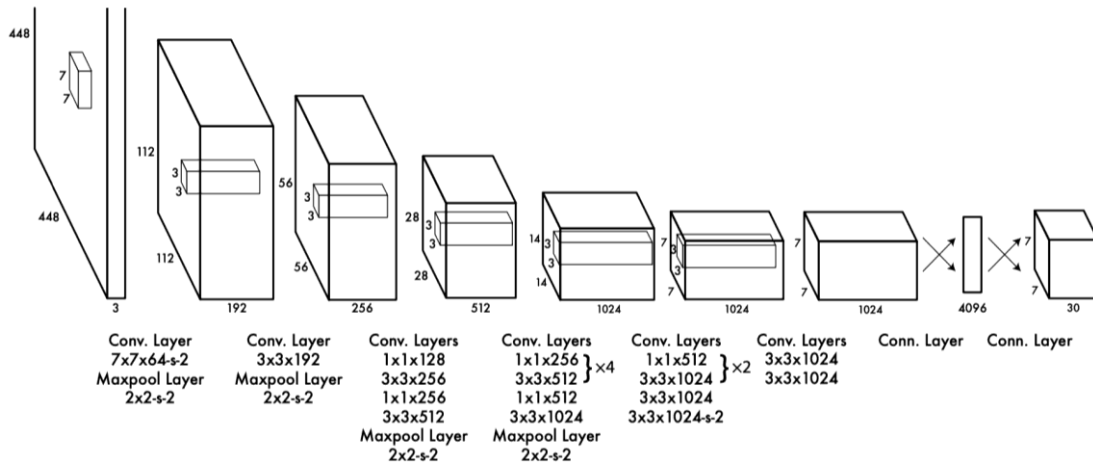 448
448
7
7
3
112
112
3
3
192
56
56
3
3
256
28
28
3
3
512
14
14
3
3
1024
7
7
3
3
1024
7
7
1024
4096
7
7
30
Conv. Layer
7x7x64-s-2
Maxpool Layer
2x2-s-2
Conv. Layer
3x3x192
Maxpool Layer
2x2-s-2
Conv. Layers
1x1x128
3x3x256
1x1x256
3x3x512
Maxpool Layer
2x2-s-2
Conv. Layers
1x1x256
3x3x512
}×4
1x1x512
3x3x1024
Maxpool Layer
2x2-s-2
Conv. Layers
1x1x512
3x3x1024
}×2
3x3x1024
3x3x1024-s-2
Conv. Layers
3x3x1024
3x3x1024
Conn. Layer
Conn. Layer